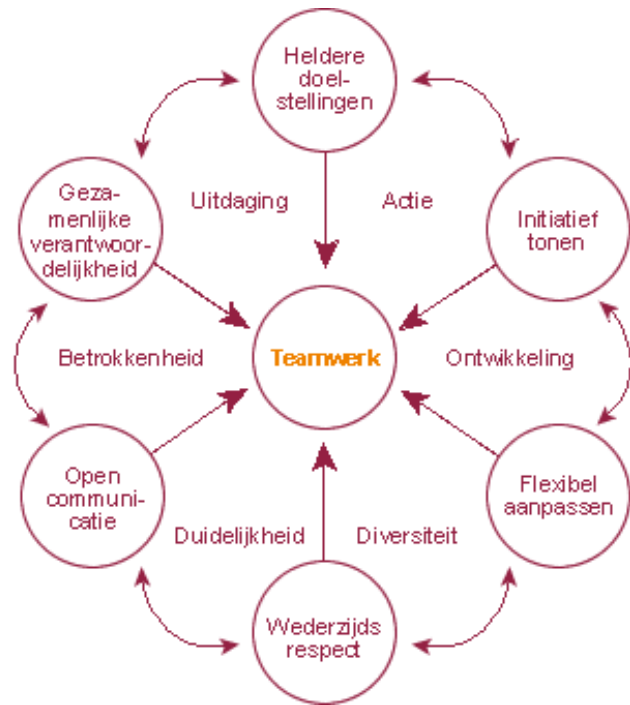 Heldere
doel-
stellingen
Geza-
menlijke
verantwoor-
delijkheid
Uitdaging
Actie
Initiatief
tonen
Betrokkenheid
Teamwerk
Ontwikkeling
Open
communi-
catie
Flexibel
aanpassen
Duidelijkheid
Diversiteit
Wederzijds
respect